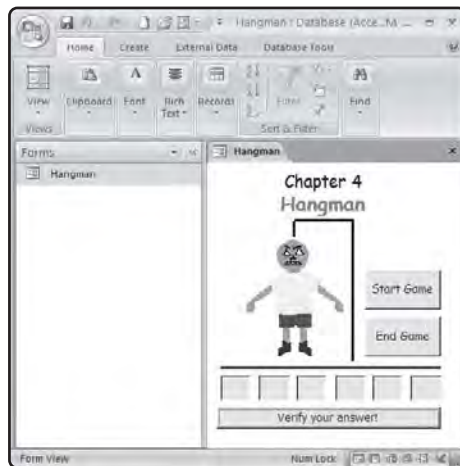 Hangman : Database (Acce...M
Home Create External Data Database Tools
View Clipboard Font Rich Text Records Filter Find
Views Sort & Filter
Forms
Hangman
Hangman
Chapter 4
Hangman
Start Game
End Game
Verify your answer!
Form View Num Lock